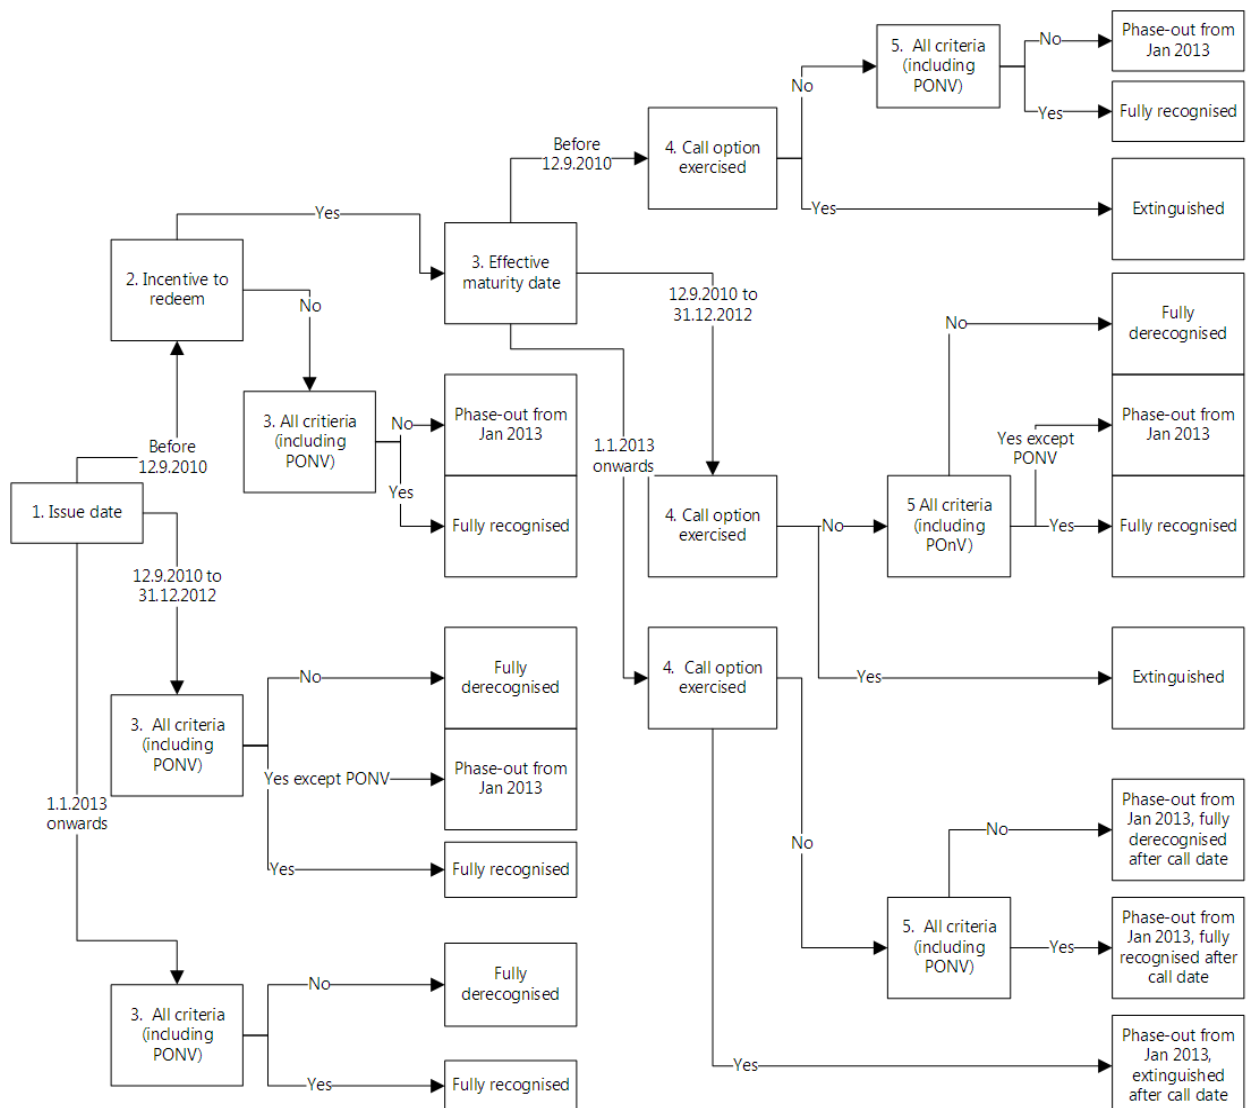 5. All criteria
(including
PONV)
No
Phase-out from
Jan 2013
Yes
Fully recognised
No
Before
12.9.2010
4. Call option
exercised
Yes
Extinguished
Yes
2. Incentive to
redeem
No
3. Effective
maturity date
12.9.2010 to
31.12.2012
No
Fully
derecognised
Yes except
PONV
Phase-out from
Jan 2013
3. All critieria
(including
PONV)
No
Phase-out from
Jan 2013
Yes
Fully recognised
1.1.2013
onwards
Before
12.9.2010
1. Issue date
4. Call option
exercised
No
5 All criteria
(including
POnV)
Yes
Fully recognised
12.9.2010 to
31.12.2012
No
Fully
derecognised
4. Call option
exercised
Yes
Extinguished
3. All criteria
(including
PONV)
Yes except PONV
Phase-out from
Jan 2013
Yes
Fully recognised
1.1.2013
onwards
No
No
Phase-out from
Jan 2013, fully
derecognised
after call date
5. All criteria
(including
PONV)
Yes
Phase-out from
Jan 2013, fully
recognised after
call date
3. All criteria
(including
PONV)
No
Fully
derecognised
Yes
Fully recognised
Yes
Phase-out from
Jan 2013,
extinguished
after call date